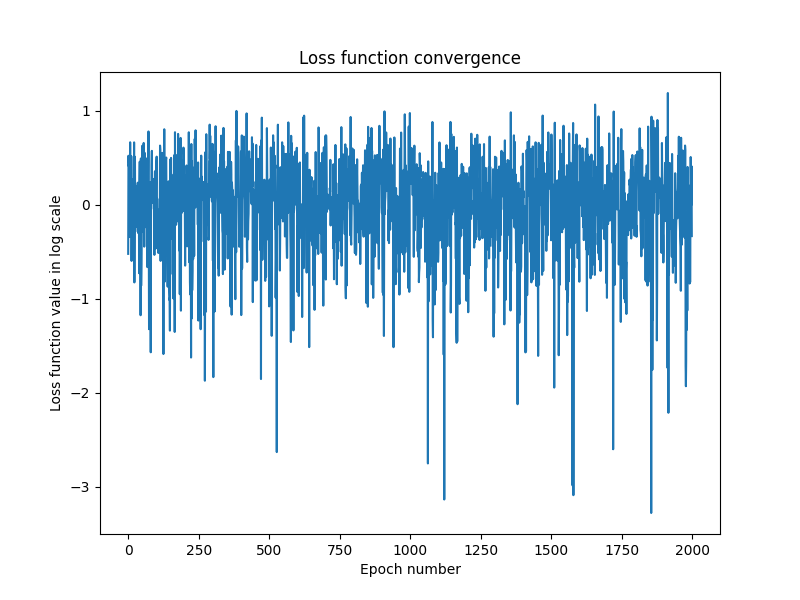 Loss function convergence
Loss function value in log scale
1
0
−1
−2
−3
0 250 500 750 1000 1250 1500 1750 2000
Epoch number